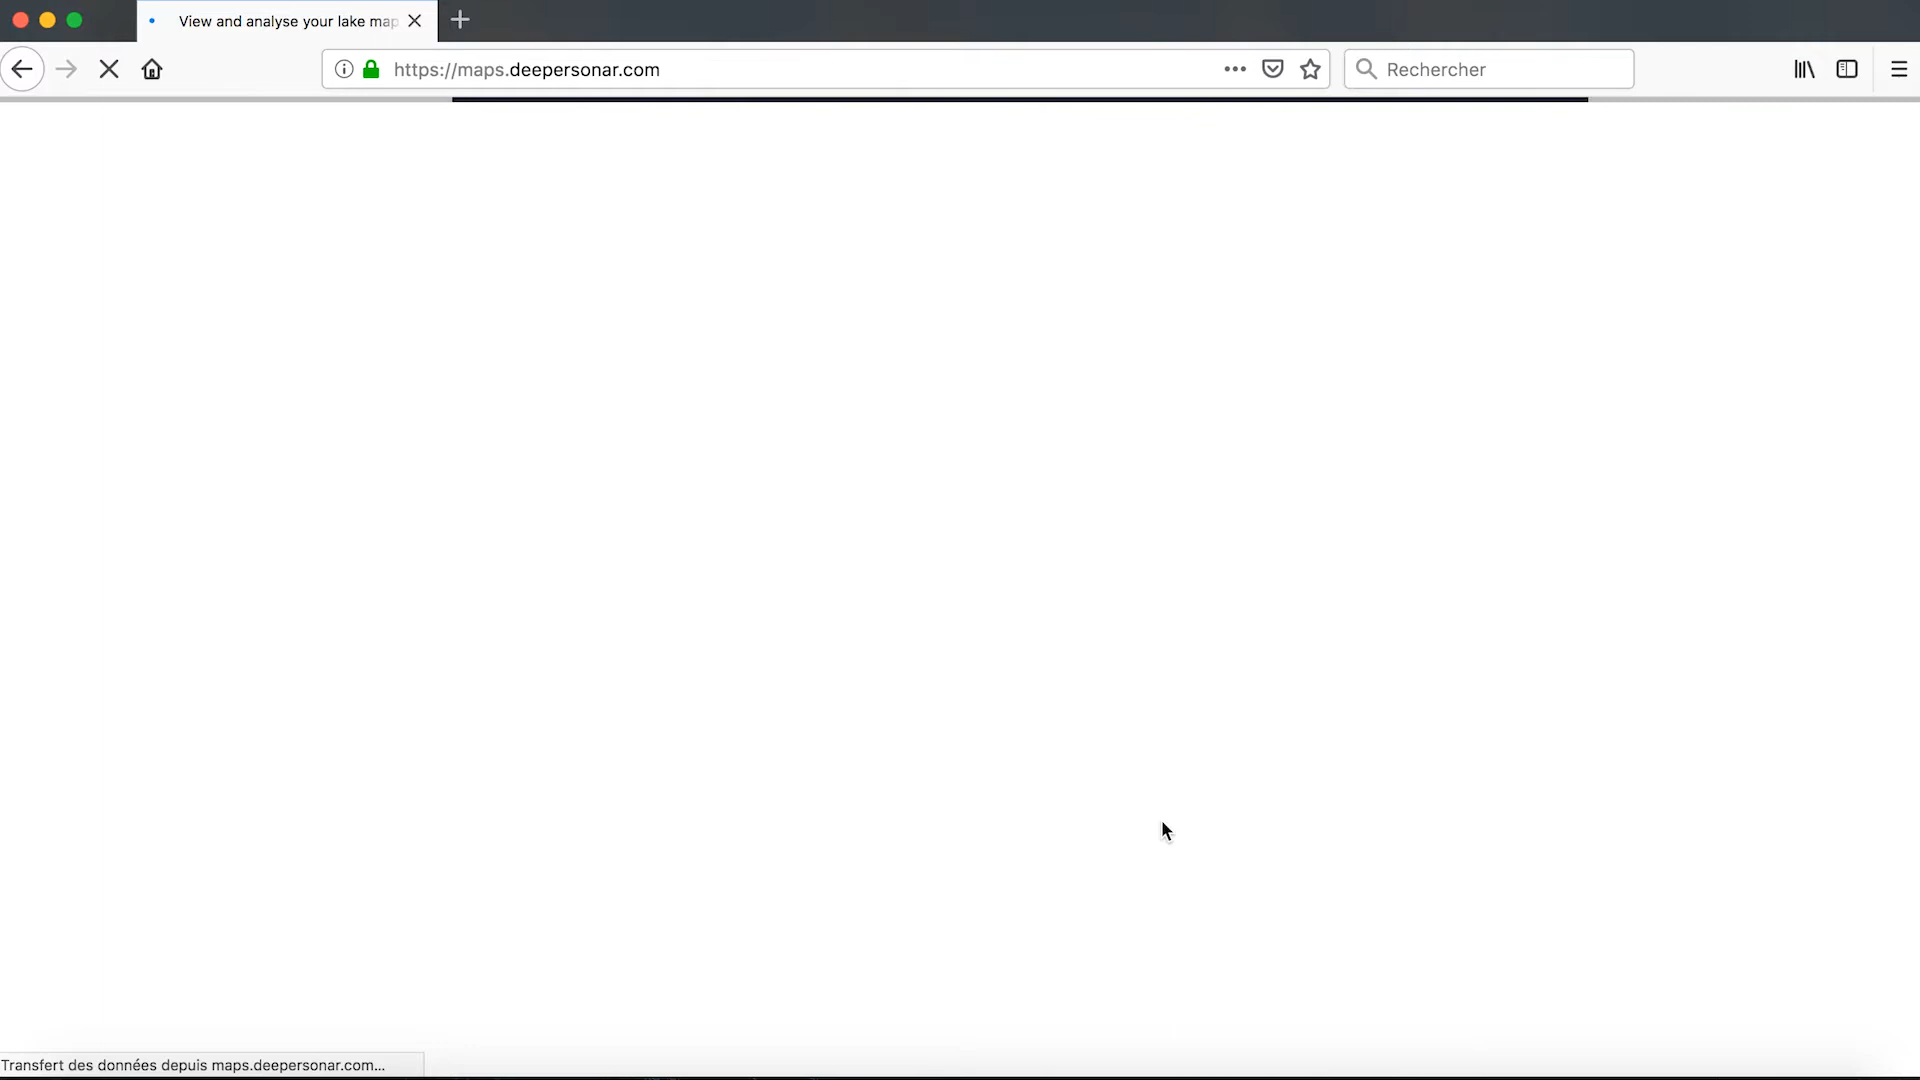 View and analyse your lake map
https://maps.deepersonar.com
Rechercher
Transfert des données depuis maps.deepersonar.com...